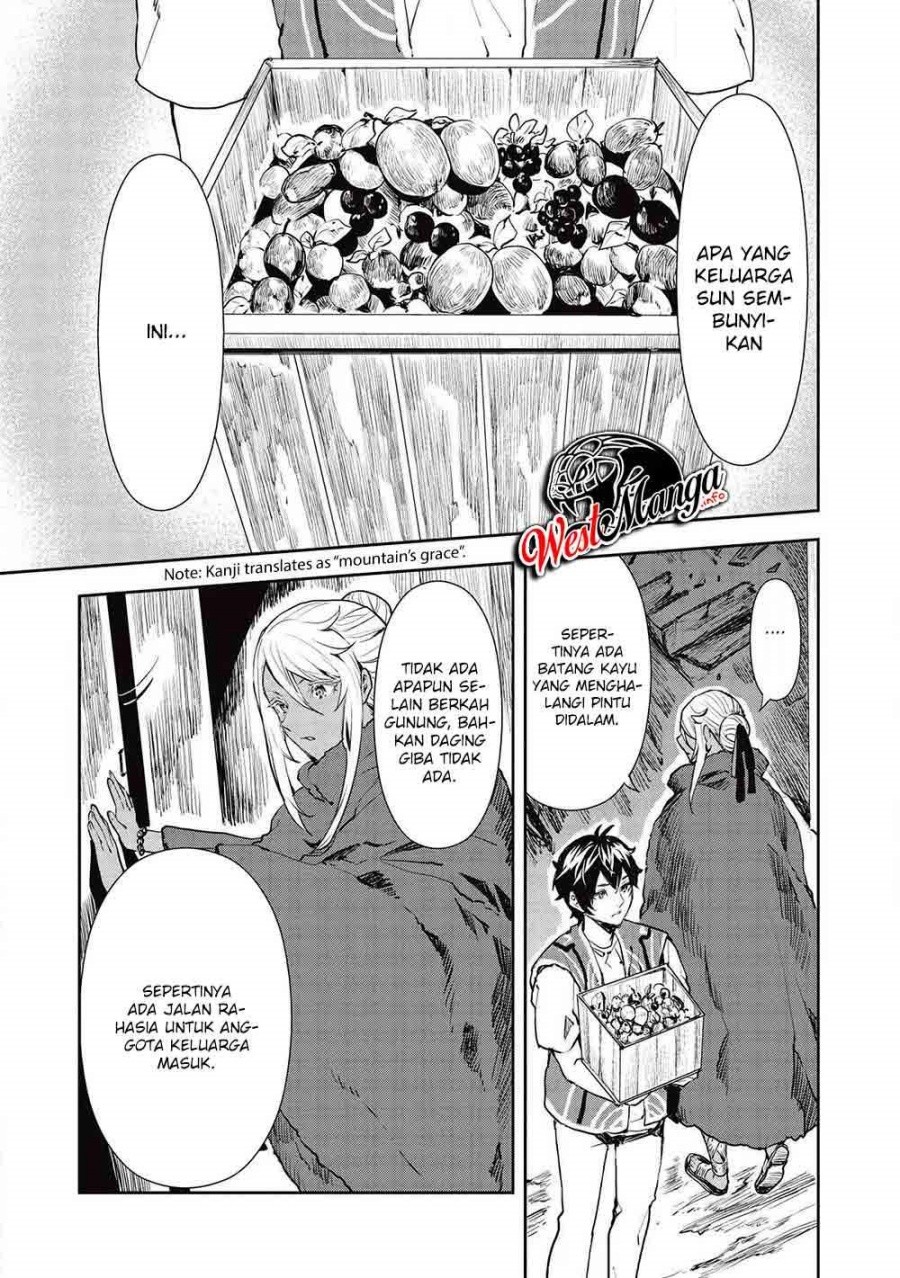 APA YANG
KELUARGA
SUN SEM-
BUNYI-
KAN
INI...
WestManga
.info
Note: Kanji translates as “mountain’s grace”.
....
SEPER-
TINYA ADA
BATANG KAYU
YANG MENGHA-
LANGI PINTU
DIDALAM.
TIDAK ADA
APAPUN SE-
LAIN BERKAH
GUNUNG, BAH-
KAN DAGING
GIBA TIDAK
ADA.
SEPERTINYA
ADA JALAN RA-
HASIA UNTUK ANG-
GOTA KELUARGA
MASUK.